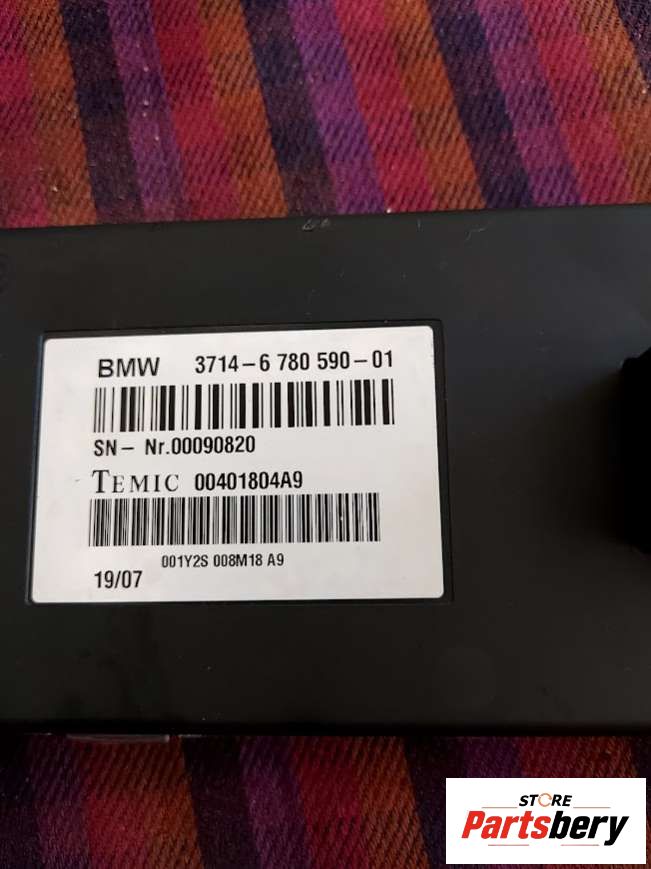 BMW 3714-6 780 590-01
SN- Nr.00090820
TEMIC 00401804A9
001Y2S 008M18 A9
19/07
STORE
Partsbery